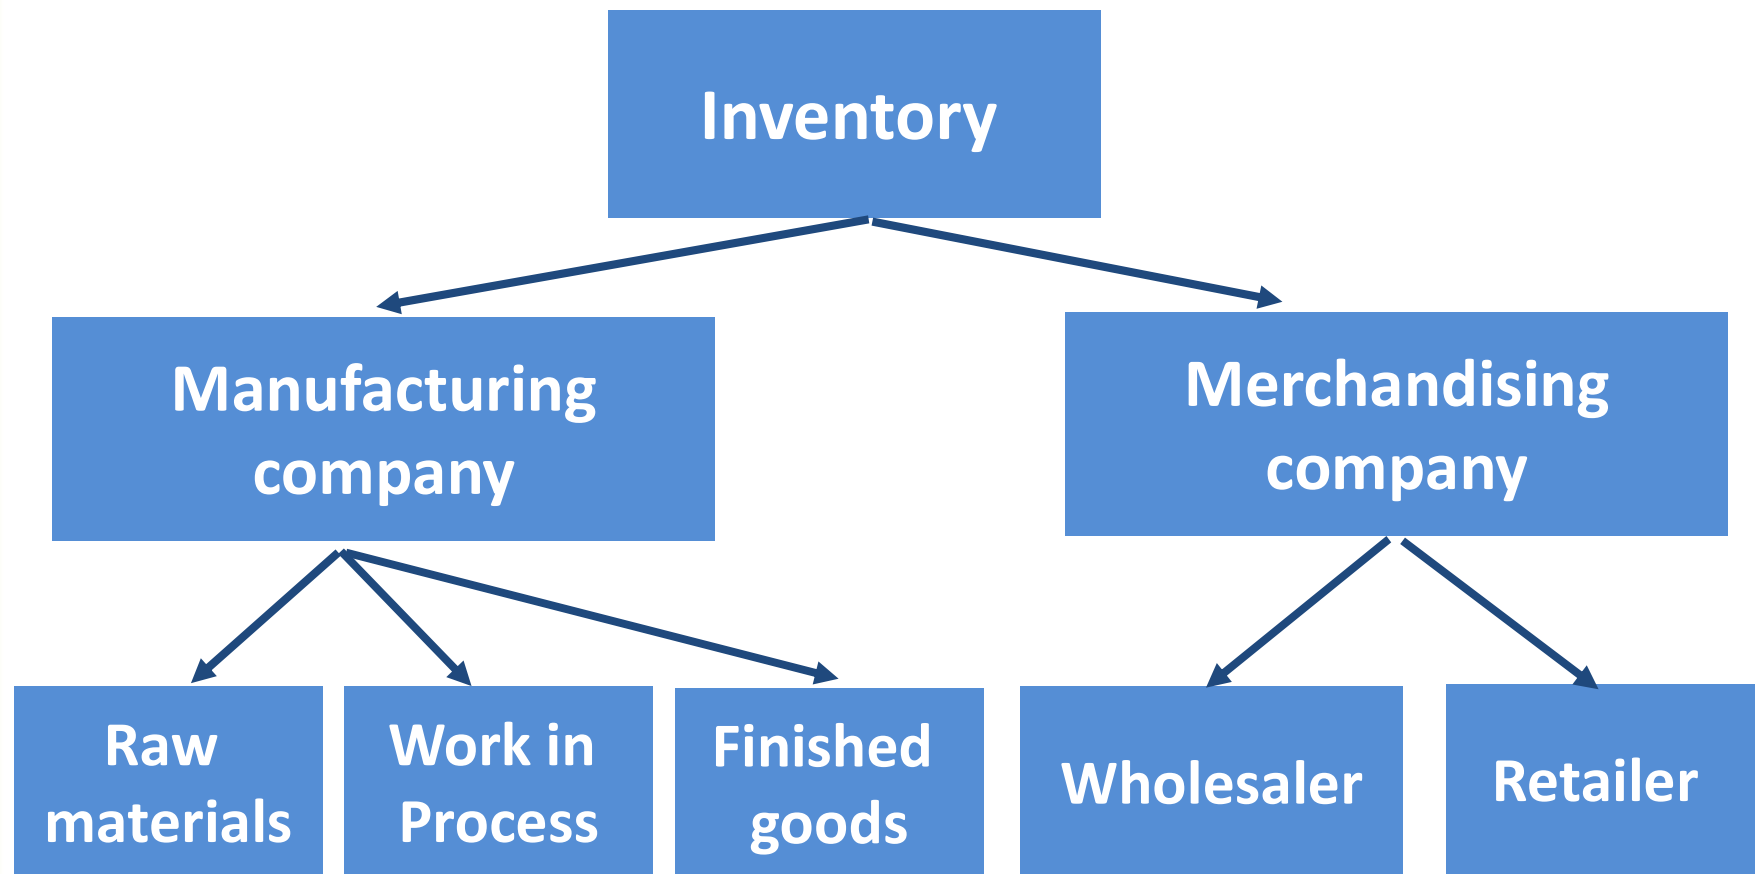 Inventory
Manufacturing
company
Merchandising
company
Raw
materials
Work in
Process
Finished
goods
Wholesaler
Retailer